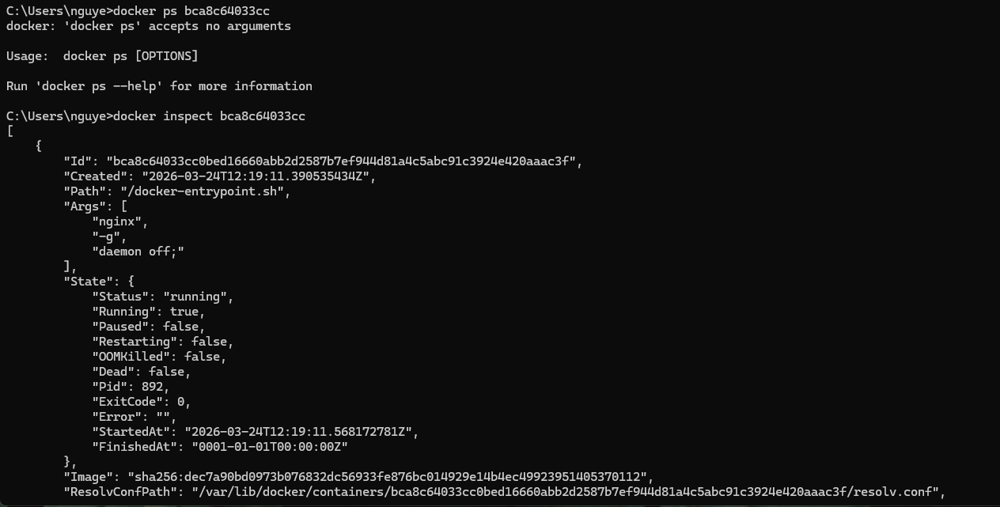 C:\Users\nguye>docker ps bca8c64033cc
docker: 'docker ps' accepts no arguments
Usage:  docker ps [OPTIONS]
Run 'docker ps --help' for more information
C:\Users\nguye>docker inspect bca8c64033cc
[
    {
        "Id": "bca8c64033cc0bed16660abb2d2587b7ef944d81a4c5abc91c3924e420aaac3f",
        "Created": "2026-03-24T12:19:11.390535434Z",
        "Path": "/docker-entrypoint.sh",
        "Args": [
            "nginx",
            "-g",
            "daemon off;"
        ],
        "State": {
            "Status": "running",
            "Running": true,
            "Paused": false,
            "Restarting": false,
            "OOMKilled": false,
            "Dead": false,
            "Pid": 892,
            "ExitCode": 0,
            "Error": "",
            "StartedAt": "2026-03-24T12:19:11.568172781Z",
            "FinishedAt": "0001-01-01T00:00:00Z"
        },
        "Image": "sha256:dec7a90bd0973b076832dc56933fe876bc014929e14b4ec49923951405370112",
        "ResolvConfPath": "/var/lib/docker/containers/bca8c64033cc0bed16660abb2d2587b7ef944d81a4c5abc91c3924e420aaac3f/resolv.conf",